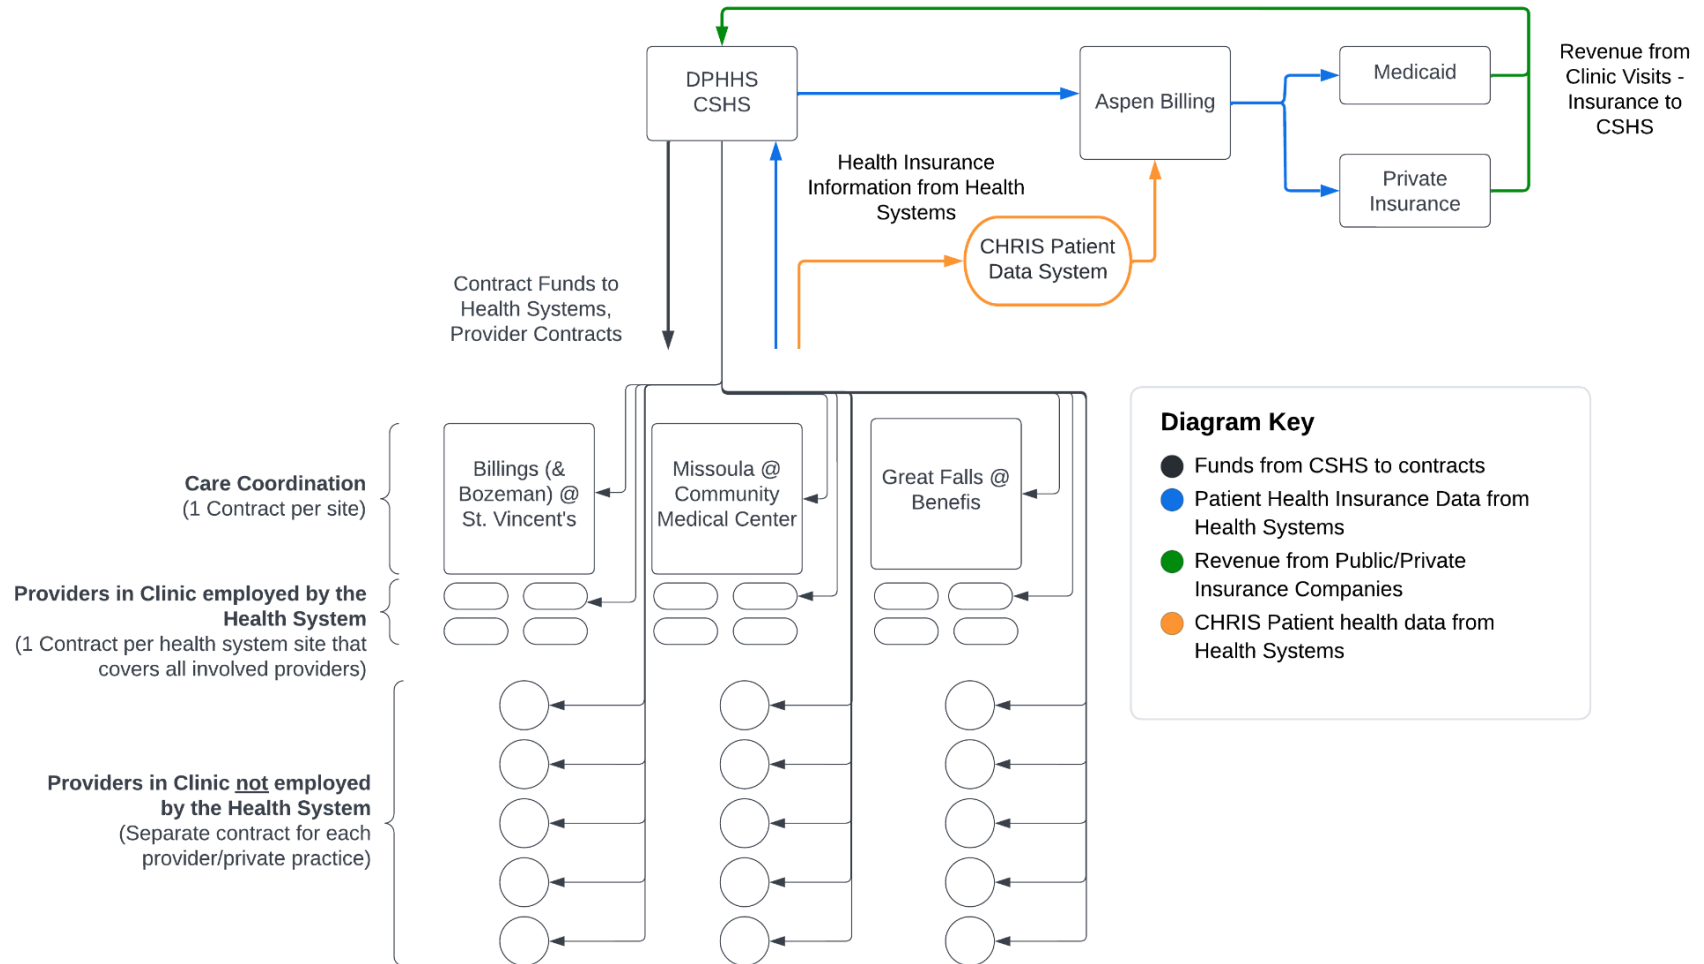 DPHHS
CSHS
Aspen Billing
Medicaid
Private
Insurance
Revenue from
Clinic Visits -
Insurance to
CSHS
Health Insurance
Information from Health
Systems
CHRIS Patient
Data System
Contract Funds to
Health Systems,
Provider Contracts
Care Coordination
(1 Contract per site)
Billings (&
Bozeman) @
St. Vincent's
Missoula @
Community
Medical Center
Great Falls @
Benefis
Providers in Clinic employed by the
Health System
(1 Contract per health system site that
covers all involved providers)
Providers in Clinic not employed
by the Health System
(Separate contract for each
provider/private practice)
Diagram Key
Funds from CSHS to contracts
Patient Health Insurance Data from
Health Systems
Revenue from Public/Private
Insurance Companies
CHRIS Patient health data from
Health Systems